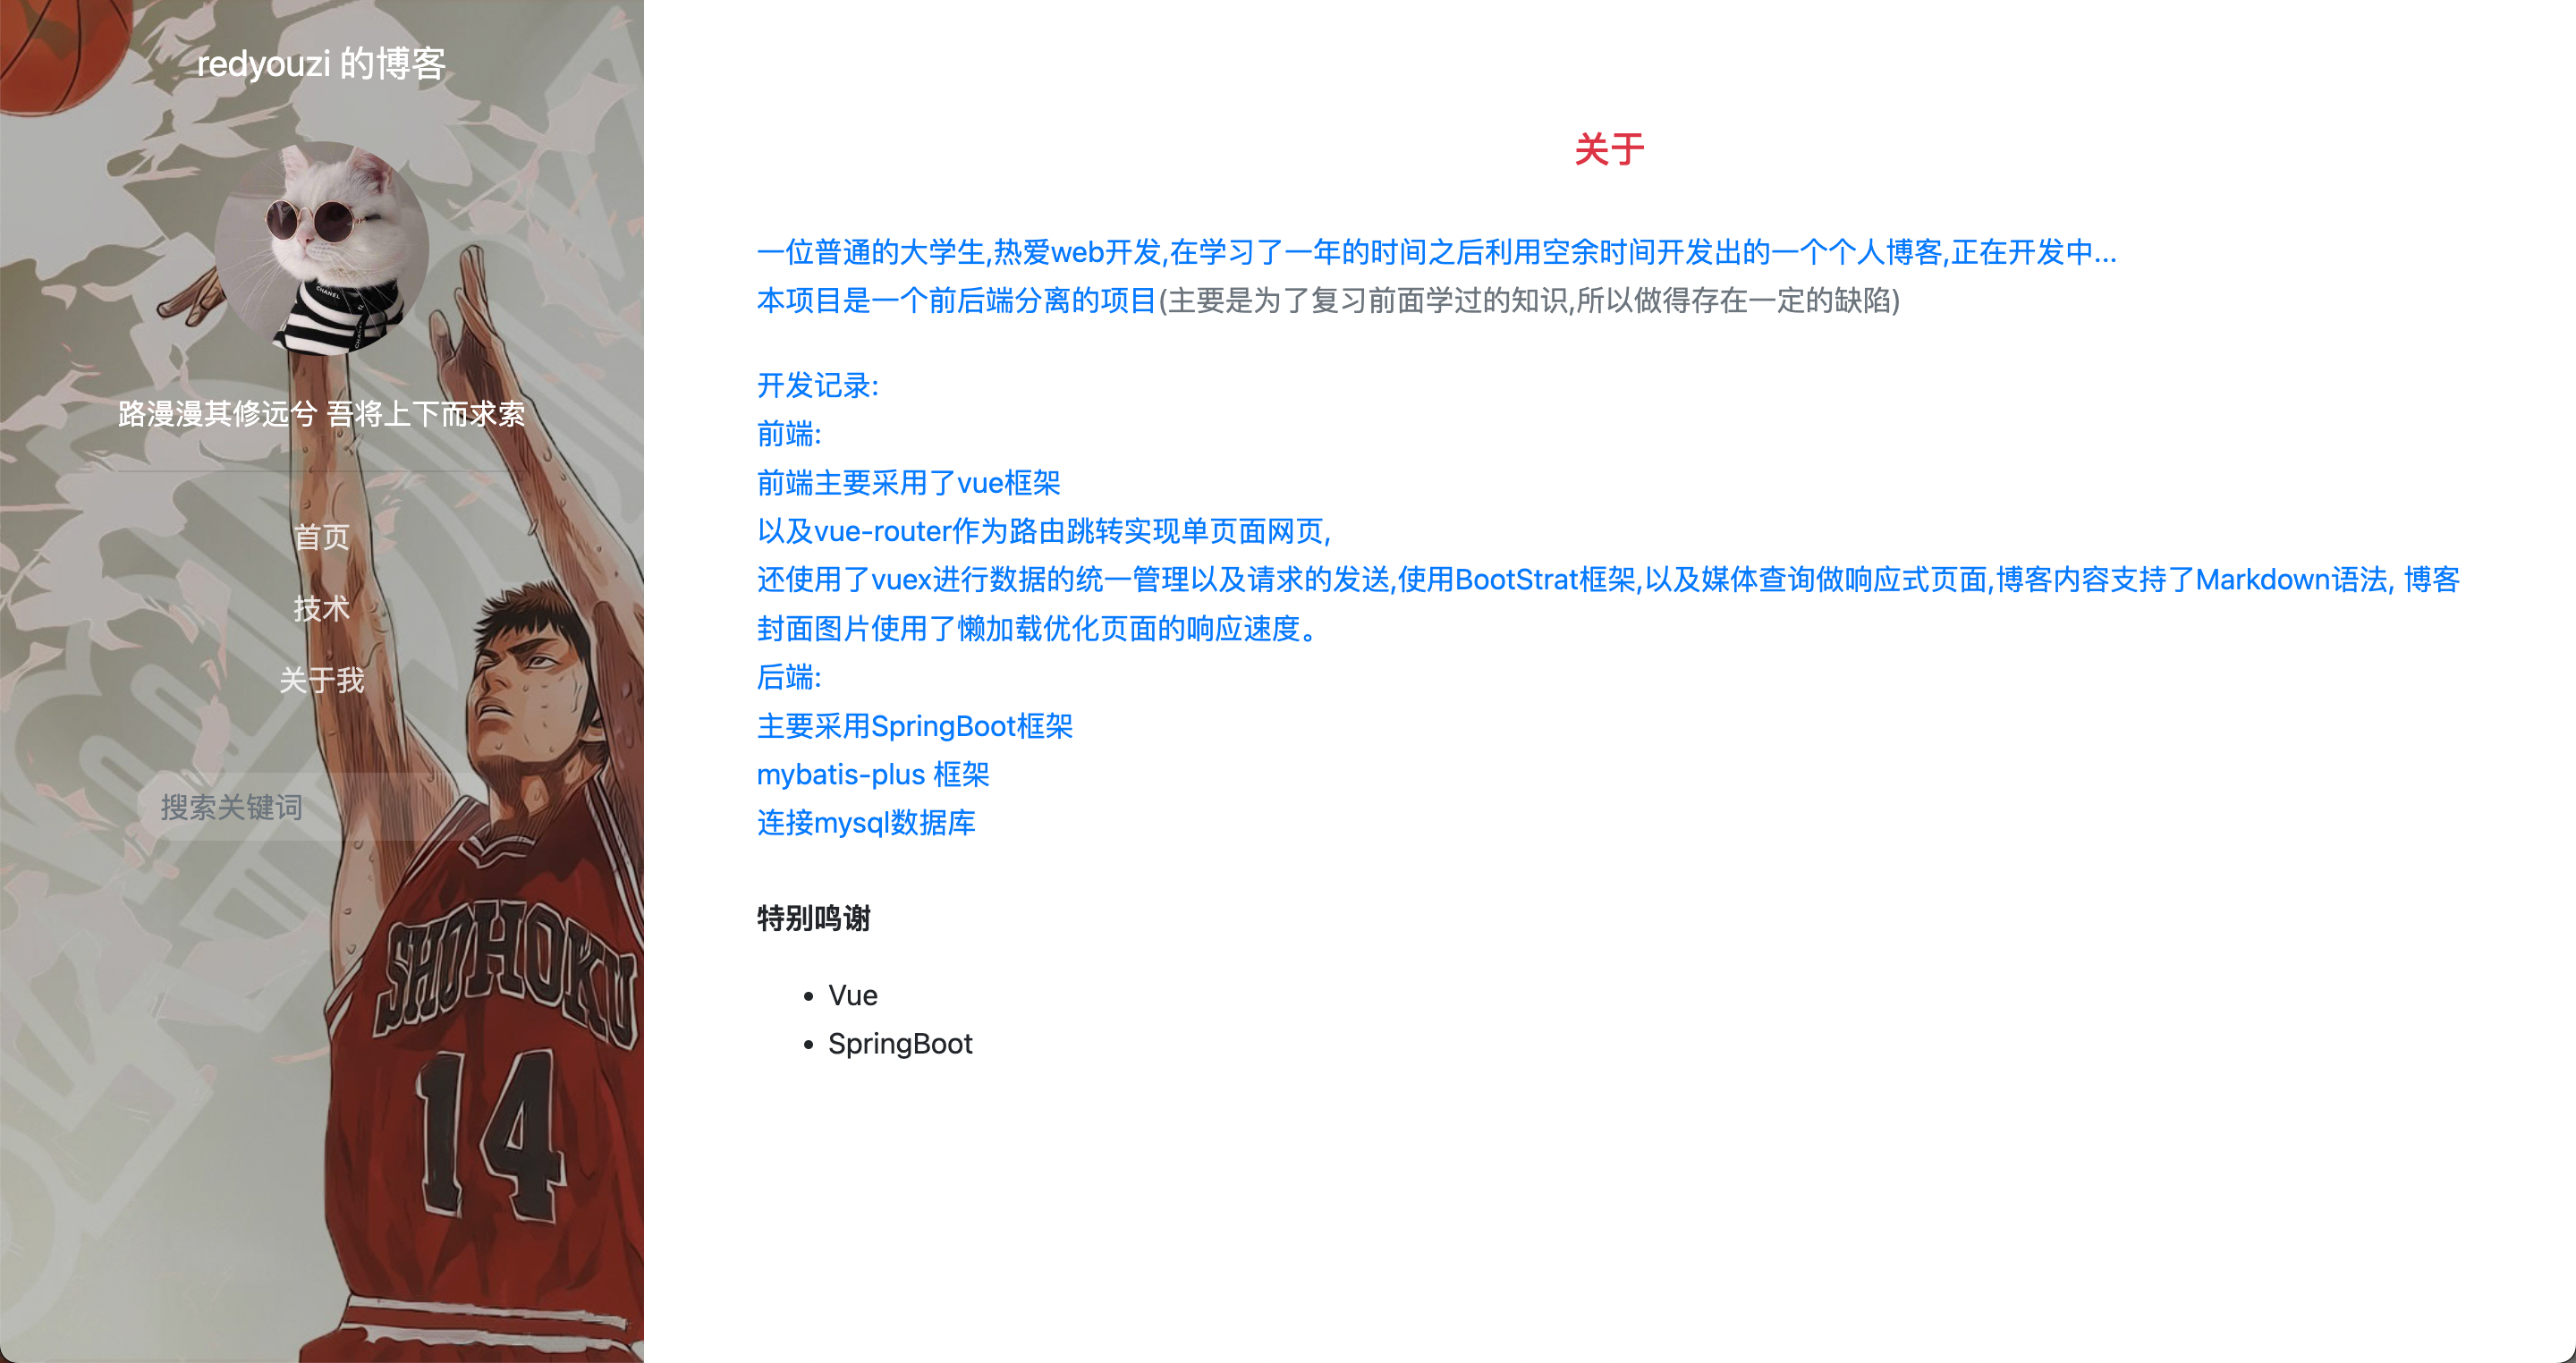 redyouzi 的博客
CHANEL
路漫漫其修远兮 吾将上下而求索
首页
技术
关于我
搜索关键词
SHOHOKU
14
关于
一位普通的大学生,热爱web开发,在学习了一年的时间之后利用空余时间开发出的一个个人博客,正在开发中...
本项目是一个前后端分离的项目(主要是为了复习前面学过的知识,所以做得存在一定的缺陷)
开发记录:
前端:
前端主要采用了vue框架
以及vue-router作为路由跳转实现单页面网页,
还使用了vuex进行数据的统一管理以及请求的发送,使用BootStrat框架,以及媒体查询做响应式页面,博客内容支持了Markdown语法, 博客
封面图片使用了懒加载优化页面的响应速度。
后端:
主要采用SpringBoot框架
mybatis-plus 框架
连接mysql数据库
特别鸣谢
• Vue
• SpringBoot